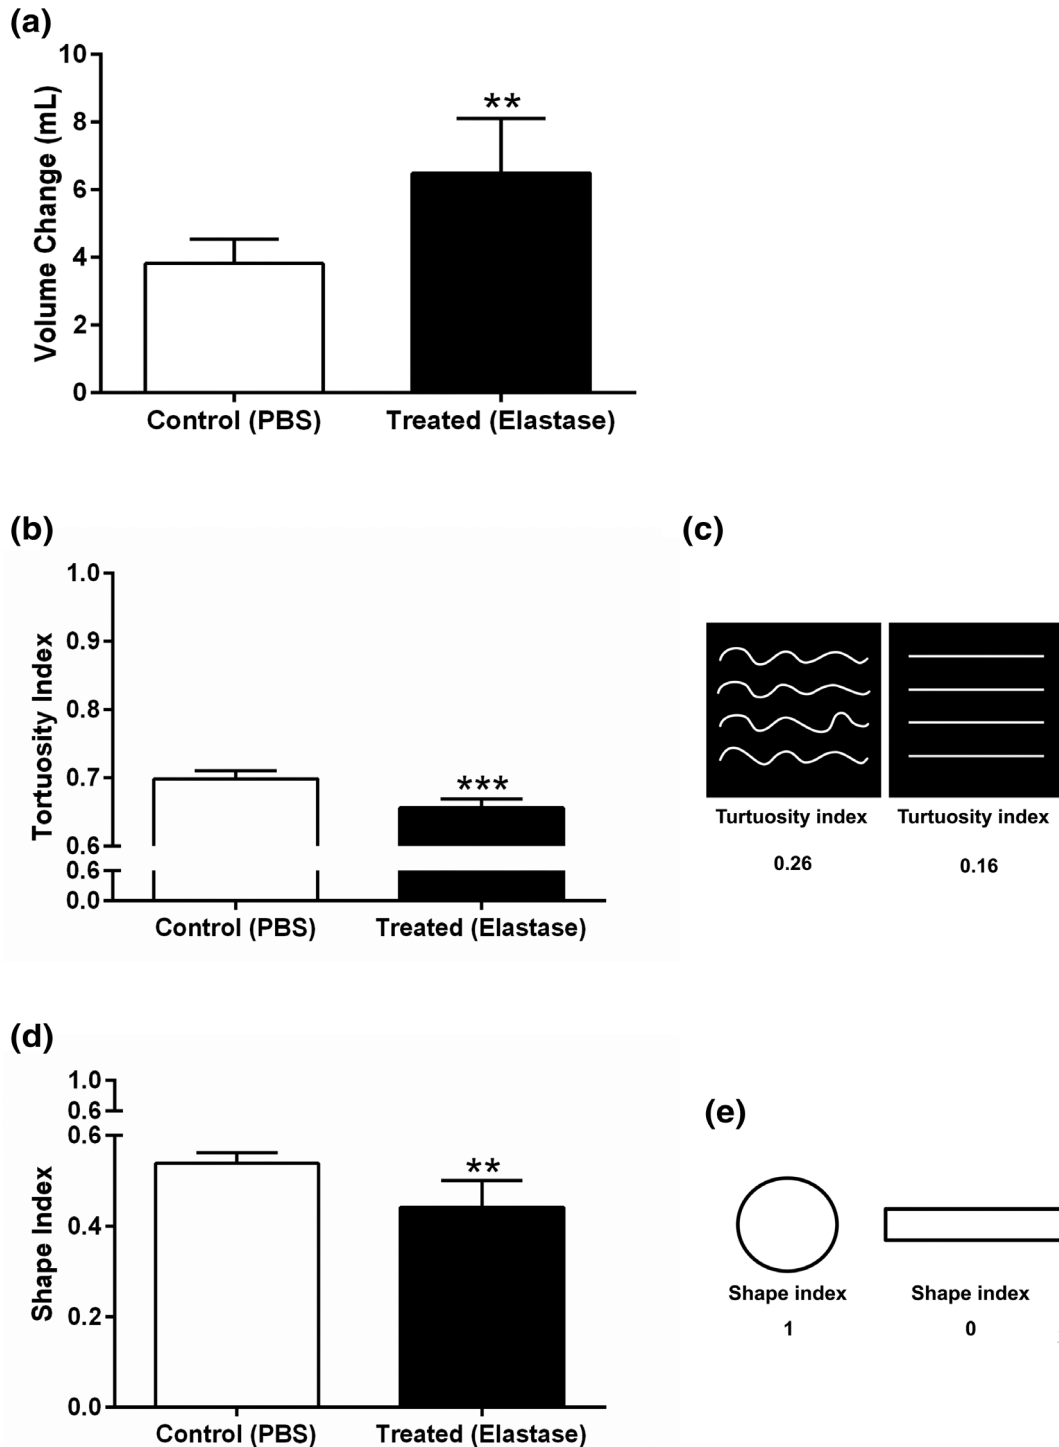 (a)
10
8
6
4
2
0
Volume Change (mL)
**
Control (PBS) Treated (Elastase)
(b)
1.0
0.9
0.8
0.7
0.6
0.6
0.0
Tortuosity Index
***
Control (PBS) Treated (Elastase)
(c)
Turtuosity index Turtuosity index
0.26 0.16
(d)
1.0
0.6
0.6
0.4
0.2
0.0
Shape Index
**
Control (PBS) Treated (Elastase)
(e)
Shape index Shape index
1 0